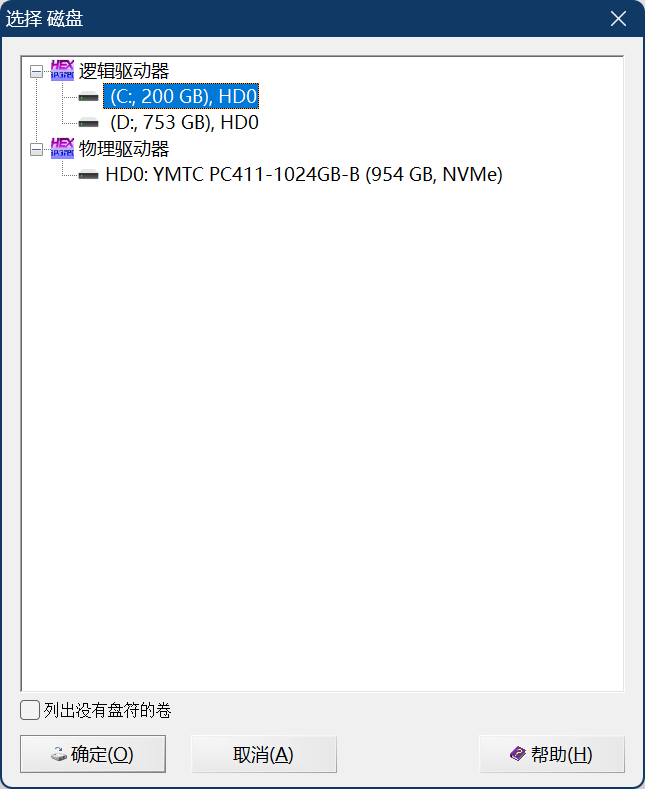 选择 磁盘
逻辑驱动器
(C:, 200 GB), HD0
(D:, 753 GB), HD0
物理驱动器
HD0: YMTC PC411-1024GB-B (954 GB, NVMe)
列出没有盘符的卷
确定(O) 取消(A) 帮助(H)